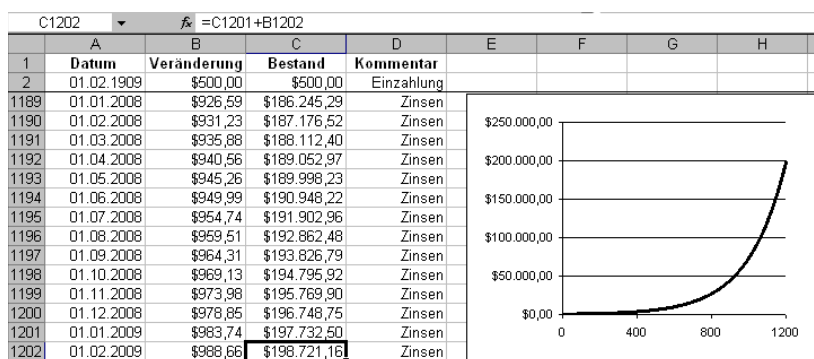 C1202 fx =C1201+B1202
A B C D E F G H
1 Datum Veränderung Bestand Kommentar
2 01.02.1909 $500,00 $500,00 Einzahlung
1189 01.01.2008 $926,59 $186.245,29 Zinsen
1190 01.02.2008 $931,23 $187.176,52 Zinsen
1191 01.03.2008 $935,88 $188.112,40 Zinsen
1192 01.04.2008 $940,56 $189.052,97 Zinsen
1193 01.05.2008 $945,26 $189.998,23 Zinsen
1194 01.06.2008 $949,99 $190.948,22 Zinsen
1195 01.07.2008 $954,74 $191.902,96 Zinsen
1196 01.08.2008 $959,51 $192.862,48 Zinsen
1197 01.09.2008 $964,31 $193.826,79 Zinsen
1198 01.10.2008 $969,13 $194.795,92 Zinsen
1199 01.11.2008 $973,98 $195.769,90 Zinsen
1200 01.12.2008 $978,85 $196.748,75 Zinsen
1201 01.01.2009 $983,74 $197.732,50 Zinsen
1202 01.02.2009 $988,66 $198.721,16 Zinsen
$250.000,00
$200.000,00
$150.000,00
$100.000,00
$50.000,00
$0,00
0 400 800 1200